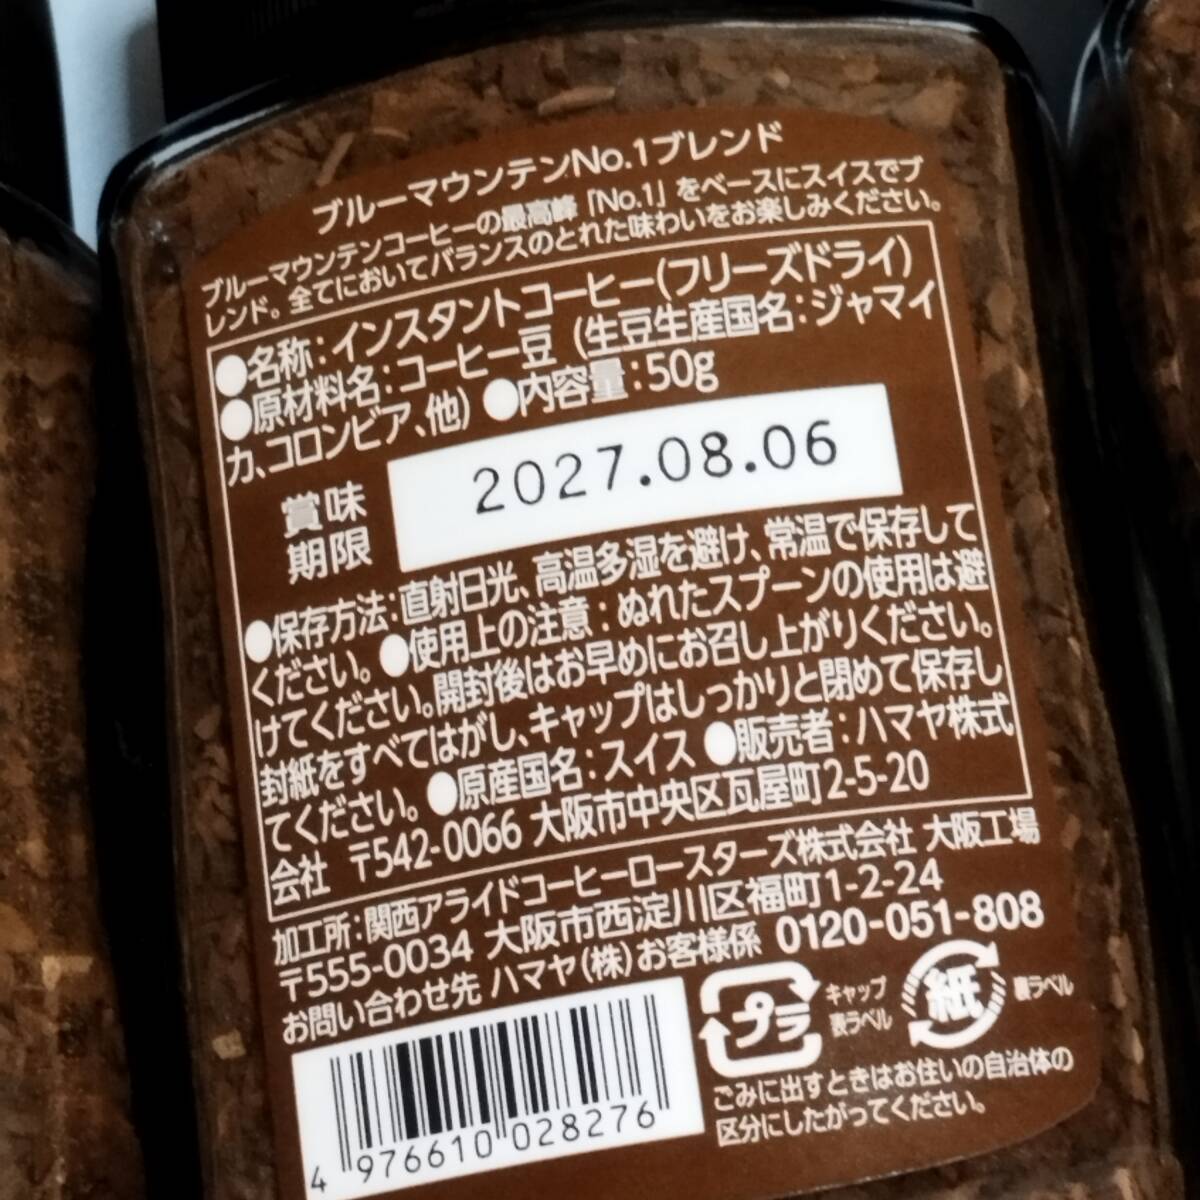 ブルーマウンテンNo.1ブレンド
ブルーマウンテンコーヒーの最高峰「No.1」をベースにスイスでブ
レンド。全てにおいてバランスのとれた味わいをお楽しみください。
●名称:インスタントコーヒー(フリーズドライ)
●原材料名:コーヒー豆(生豆生産国名:ジャマイ
カ、コロンビア、他)●内容量:50g
賞味
期限
2027.08.06
●保存方法:直射日光、高温多湿を避け、常温で保存して
ください。●使用上の注意:ぬれたスプーンの使用は避
けてください。開封後はお早めにお召し上がりください。
封紙をすべてはがし、キャップはしっかりと閉めて保存し
てください。●原産国名:スイス●販売者:ハマヤ株式
会社 〒542-0066 大阪市中央区瓦屋町2-5-20
加工所:関西アライドコーヒーロースターズ株式会社 大阪工場
〒555-0034 大阪市西淀川区福町1-2-24
お問い合わせ先 ハマヤ(株)お客様係 0120-051-808
プラ
キャップ
表ラベル
紙
裏ラベル
ごみに出すときはお住いの自治体の
区分にしたがってください。
4 976610 028276